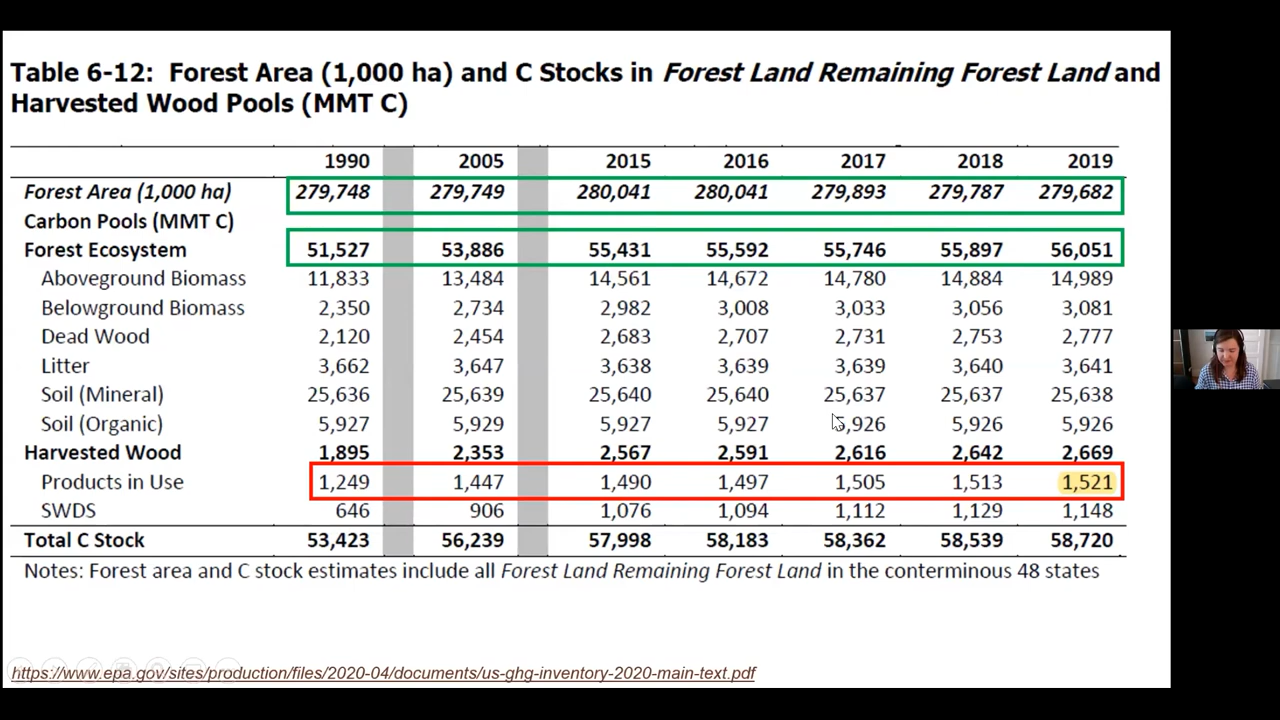 Table 6-12: Forest Area (1,000 ha) and C Stocks in Forest Land Remaining Forest Land and
Harvested Wood Pools (MMT C)
1990 2005 2015 2016 2017 2018 2019
Forest Area (1,000 ha) 279,748 279,749 280,041 280,041 279,893 279,787 279,682
Carbon Pools (MMT C)
Forest Ecosystem 51,527 53,886 55,431 55,592 55,746 55,897 56,051
Aboveground Biomass 11,833 13,484 14,561 14,672 14,780 14,884 14,989
Belowground Biomass 2,350 2,734 2,982 3,008 3,033 3,056 3,081
Dead Wood 2,120 2,454 2,683 2,707 2,731 2,753 2,777
Litter 3,662 3,647 3,638 3,639 3,639 3,640 3,641
Soil (Mineral) 25,636 25,639 25,640 25,640 25,637 25,637 25,638
Soil (Organic) 5,927 5,929 5,927 5,927 5,926 5,926 5,926
Harvested Wood 1,895 2,353 2,567 2,591 2,616 2,642 2,669
Products in Use 1,249 1,447 1,490 1,497 1,505 1,513 1,521
SWDS 646 906 1,076 1,094 1,112 1,129 1,148
Total C Stock 53,423 56,239 57,998 58,183 58,362 58,539 58,720
Notes: Forest area and C stock estimates include all Forest Land Remaining Forest Land in the conterminous 48 states
https://www.epa.gov/sites/production/files/2020-04/documents/us-ghg-inventory-2020-main-text.pdf